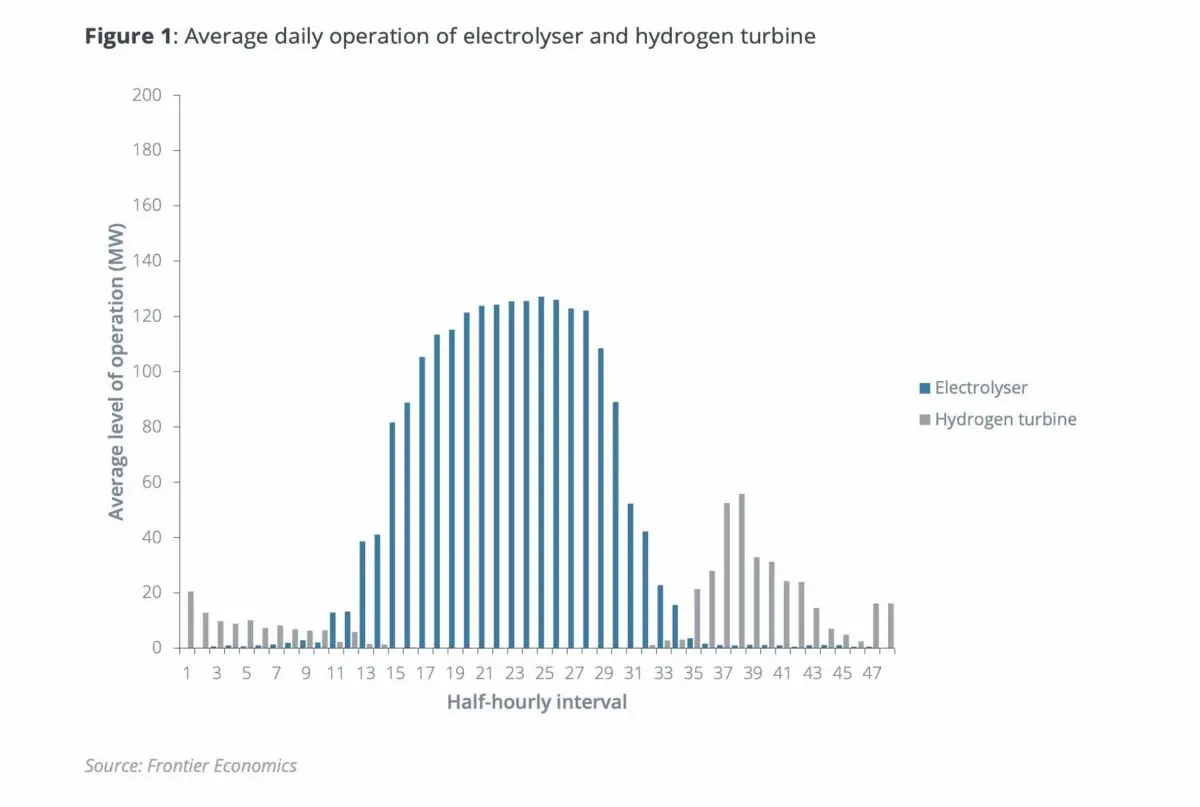 Figure 1: Average daily operation of electrolyser and hydrogen turbine
200
180
160
140
120
100
80
60
40
20
0
Average level of operation (MW)
1 3 5 7 9 11 13 15 17 19 21 23 25 27 29 31 33 35 37 39 41 43 45 47
Half-hourly interval
Electrolyser
Hydrogen turbine
Source: Frontier Economics